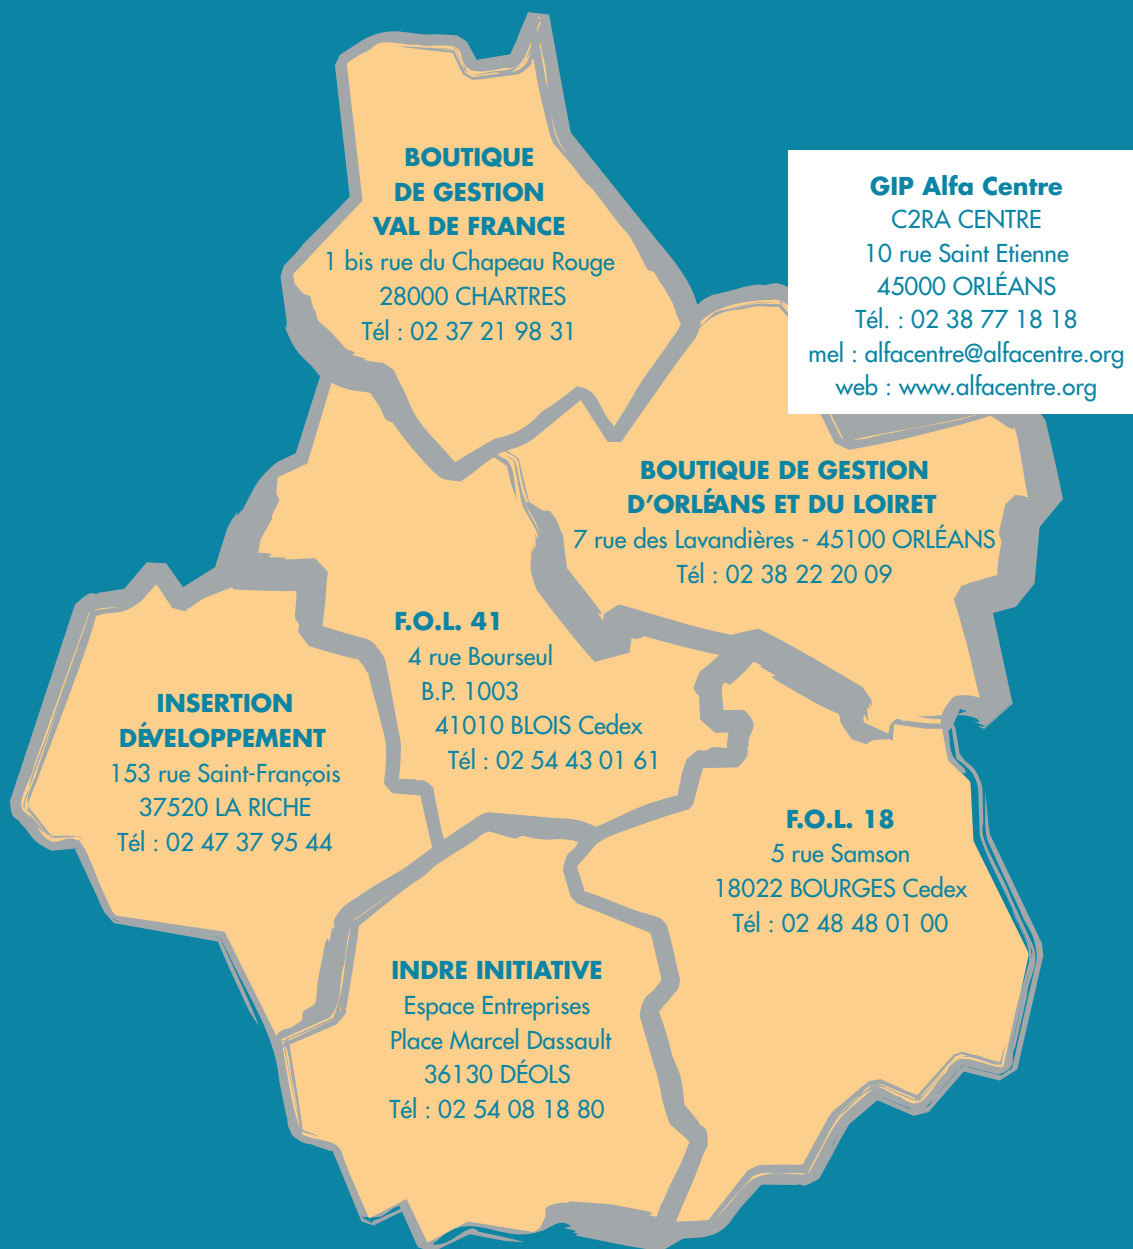 BOUTIQUE
DE GESTION
VAL DE FRANCE
1 bis rue du Chapeau Rouge
28000 CHARTRES
Tél : 02 37 21 98 31
GIP Alfa Centre
C2RA CENTRE
10 rue Saint Etienne
45000 ORLÉANS
Tél. : 02 38 77 18 18
mel : alfacentre@alfacentre.org
web : www.alfacentre.org
BOUTIQUE DE GESTION
D'ORLÉANS ET DU LOIRET
7 rue des Lavandières - 45100 ORLÉANS
Tél : 02 38 22 20 09
F.O.L. 41
4 rue Bourseul
B.P. 1003
41010 BLOIS Cedex
Tél : 02 54 43 01 61
INSERTION
DÉVELOPPEMENT
153 rue Saint-François
37520 LA RICHE
Tél : 02 47 37 95 44
F.O.L. 18
5 rue Samson
18022 BOURGES Cedex
Tél : 02 48 48 01 00
INDRE INITIATIVE
Espace Entreprises
Place Marcel Dassault
36130 DÉOLS
Tél : 02 54 08 18 80